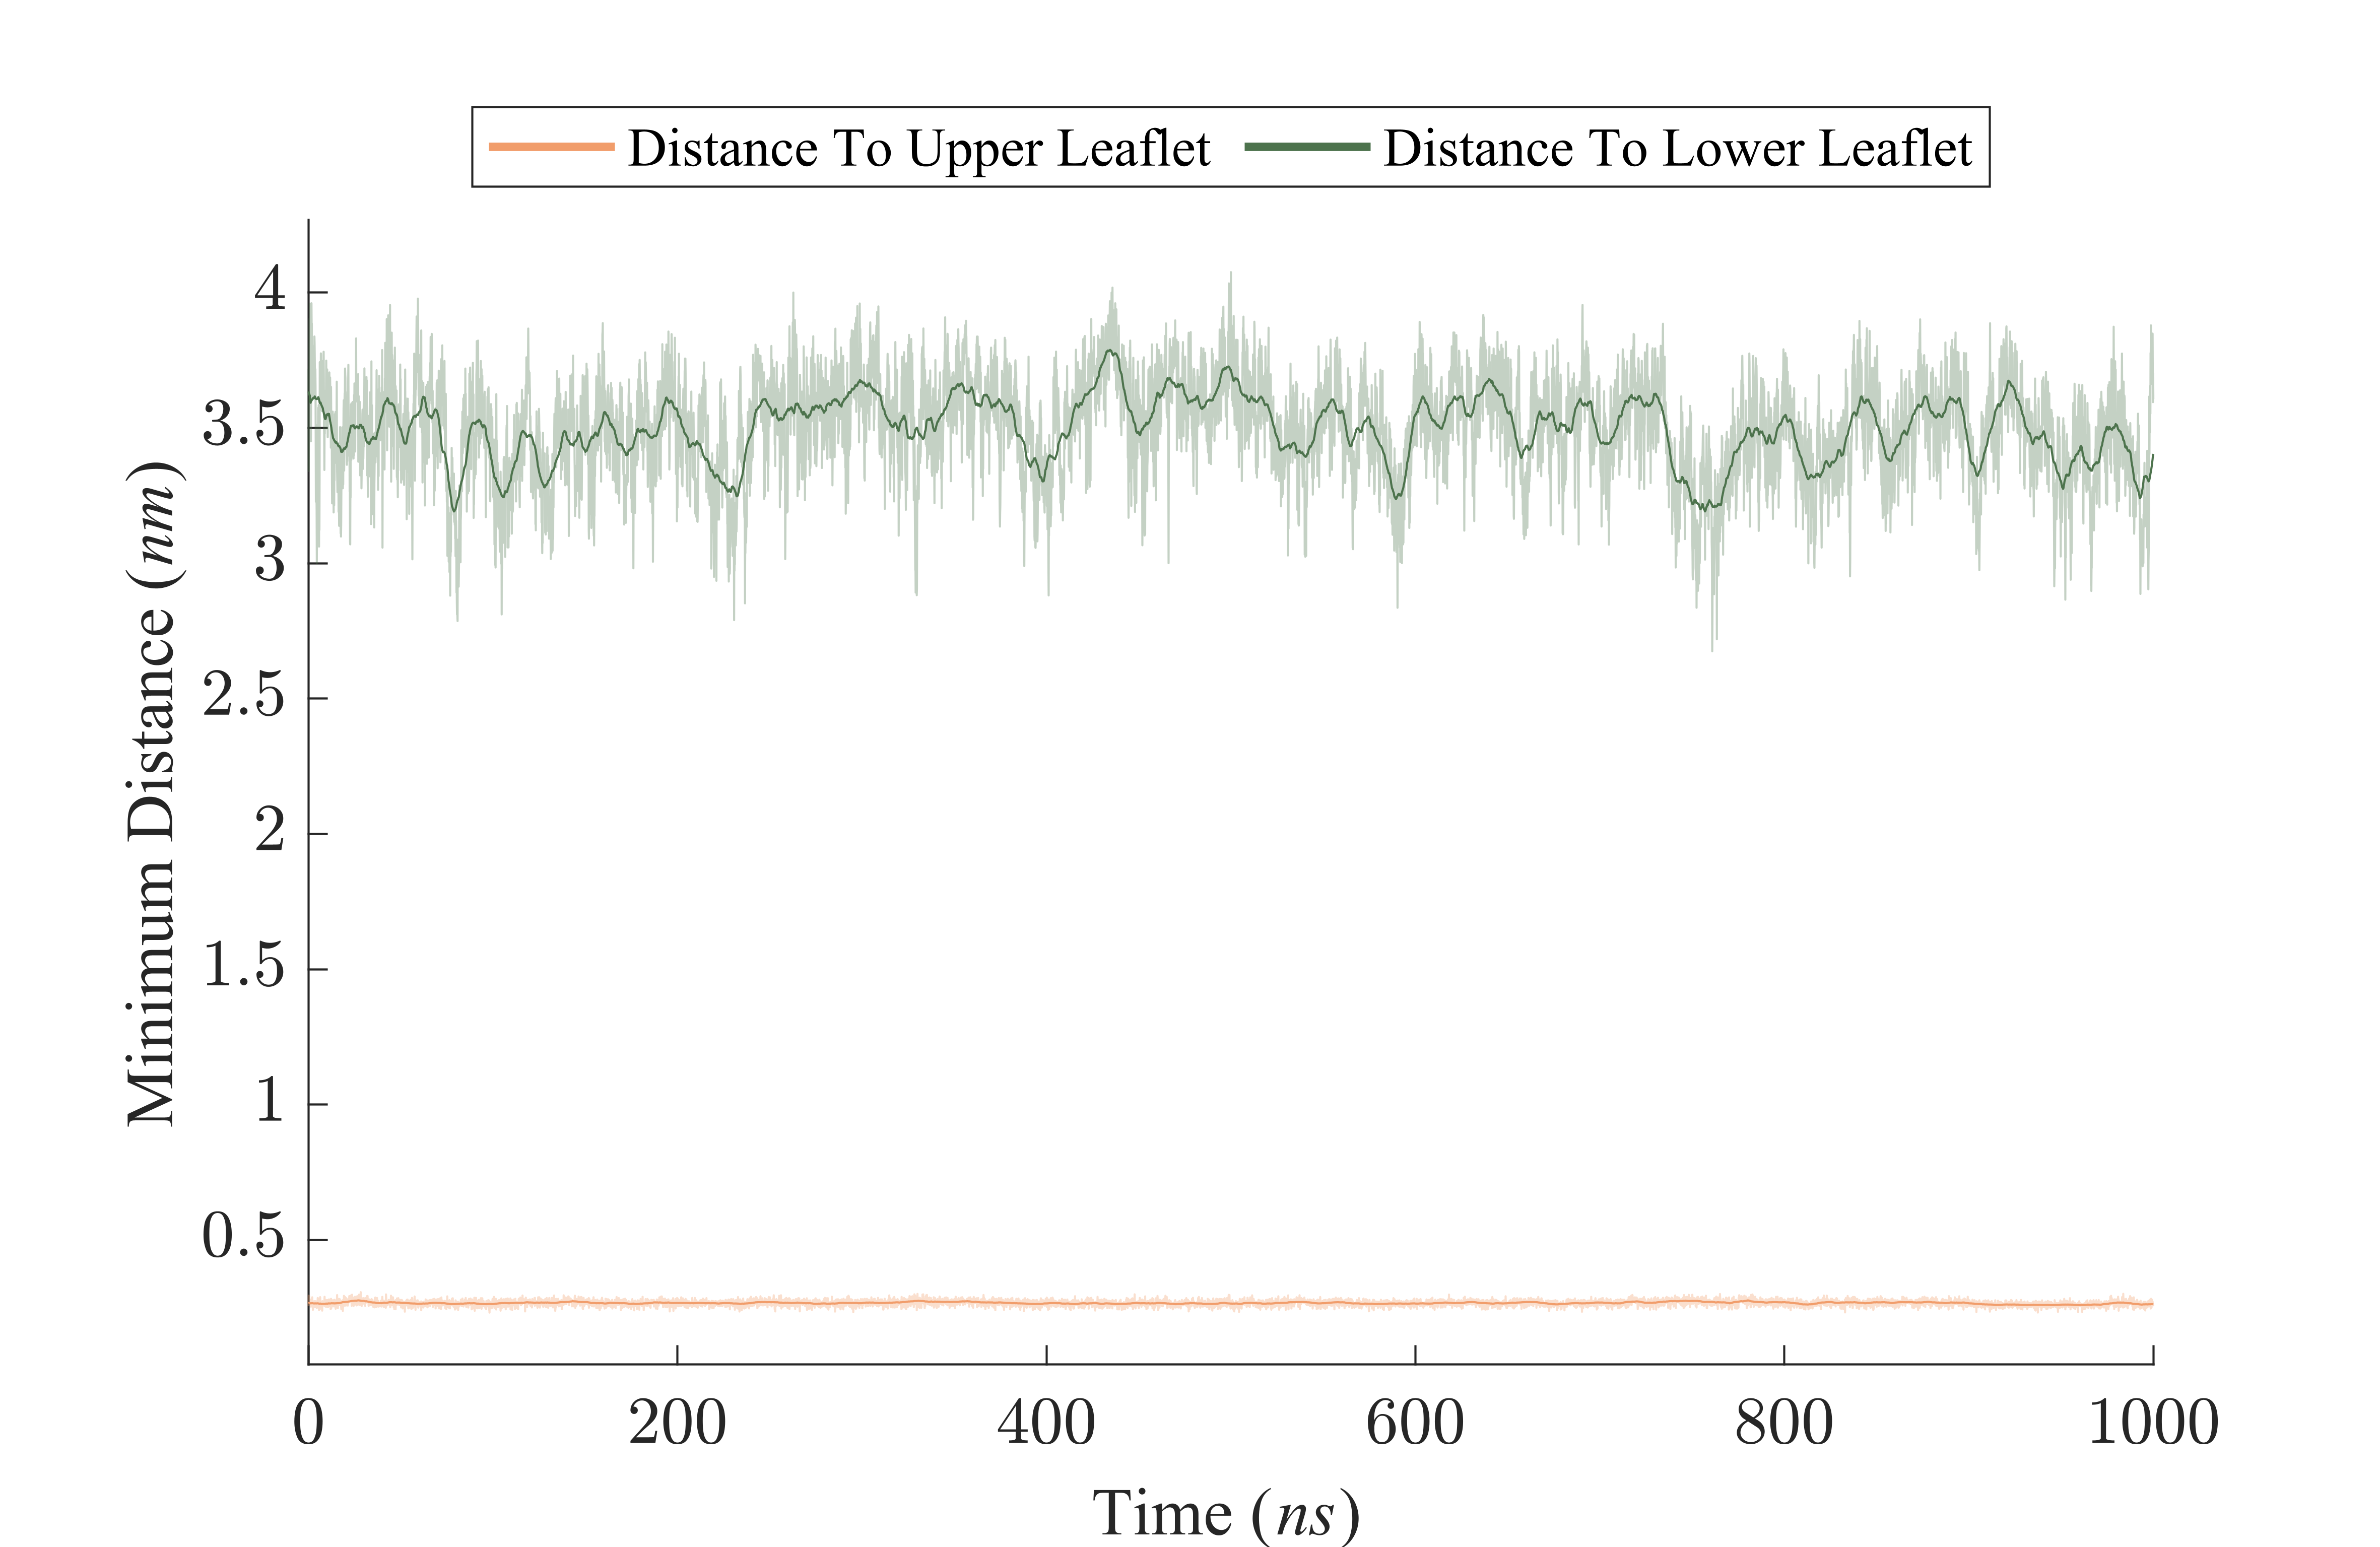 Distance To Upper Leaflet Distance To Lower Leaflet
Minimum Distance (nm)
4
3.5
3
2.5
2
1.5
1
0.5
0 200 400 600 800 1000
Time (ns)